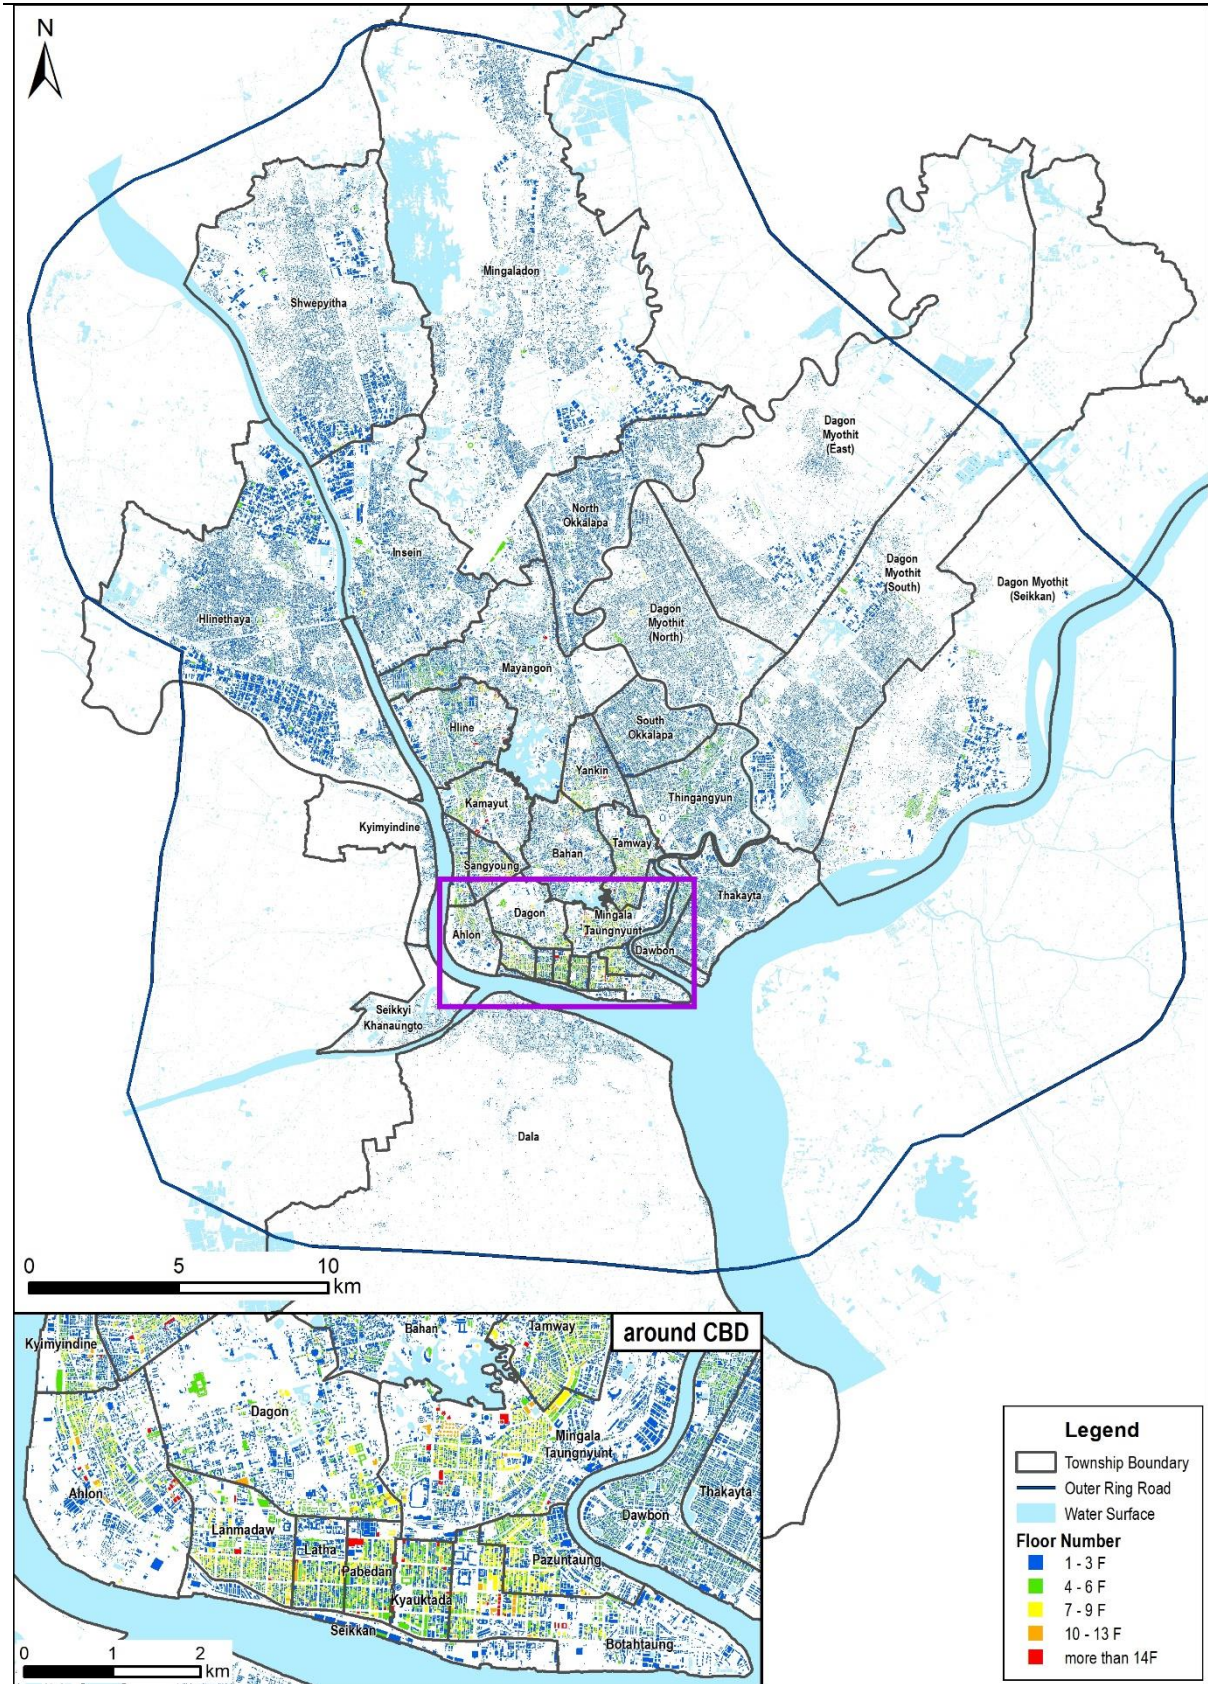 N
Mingaladon
Shwepyitha
Dagon
Myothit
(East)
North
Okkalapa
Insein
Dagon
Myothit
(South)
Dagon Myothit
(Seikkan)
Hlinethaya
Dagon
Myothit
(North)
Mayangon
Hline
South
Okkalapa
Yankin
Kamayut
Thingangyun
Kyimyindine
Tamway
Bahan
Sangyoung
Thakayta
Dagon
Mingala
Taungnyunt
Ahlon
Dawbon
Seikkyi
Khanaungto
Dala
0 5 10 km
around CBD
Kyimyindine
Bahan
Tamway
Dagon
Mingala
Taungnyunt
Ahlon
Thakayta
Dawbon
Lanmadaw
Latha
Pabedan
Pazuntaung
Kyauktada
Seikkan
Botahtaung
0 1 2 km
Legend
Township Boundary
Outer Ring Road
Water Surface
Floor Number
1 - 3 F
4 - 6 F
7 - 9 F
10 - 13 F
more than 14F